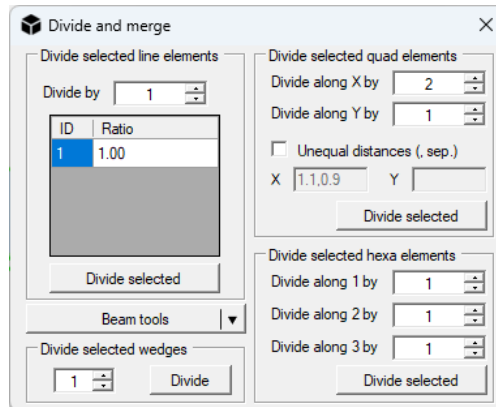 Divide and merge
Divide selected line elements
Divide by 1
ID Ratio
1 1.00
Divide selected
Beam tools
Divide selected wedges
1 Divide
Divide selected quad elements
Divide along X by 2
Divide along Y by 1
Unequal distances (, sep.)
X 1.1,0.9 Y
Divide selected
Divide selected hexa elements
Divide along 1 by 1
Divide along 2 by 1
Divide along 3 by 1
Divide selected